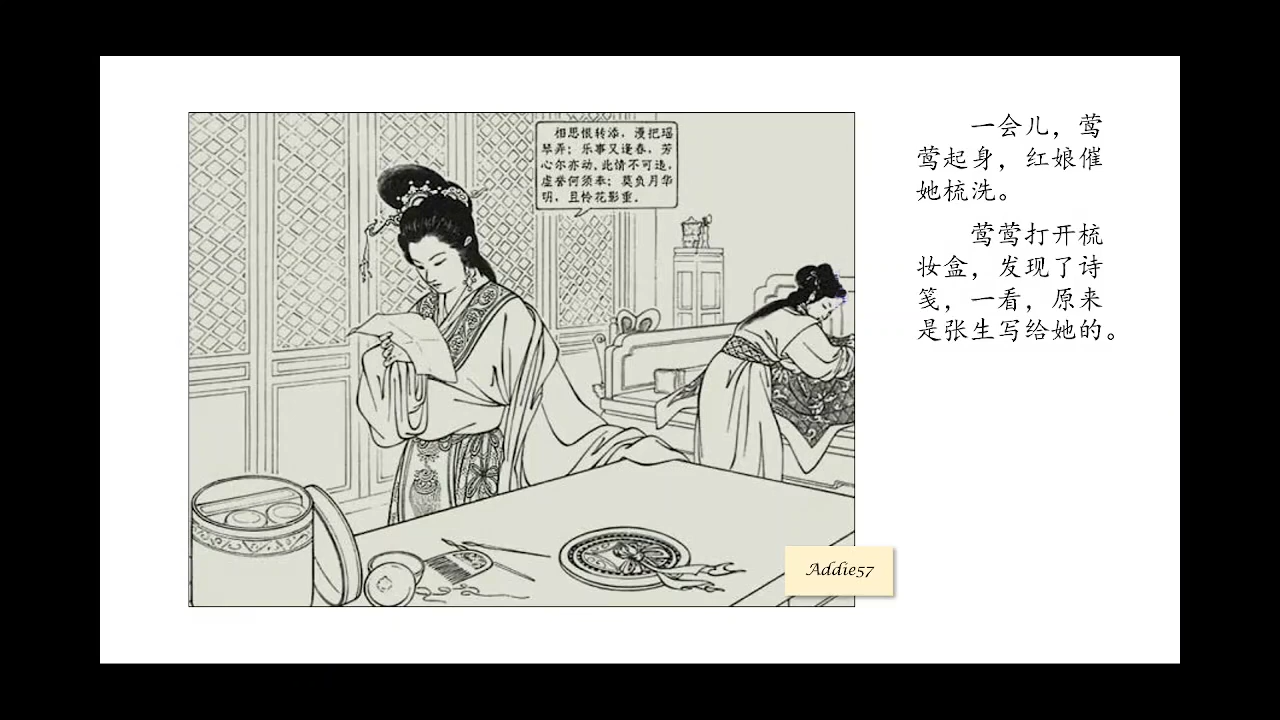 相思恨转添，漫把瑶
琴弄；乐事又逢春，芳
心尔亦动。此情不可违，
虚誉何须奉；莫负月华
明，且怜花影重。
一会儿，莺
莺起身，红娘催
她梳洗。
莺莺打开梳
妆盒，发现了诗
笺，一看，原来
是张生写给她的。
Addie57